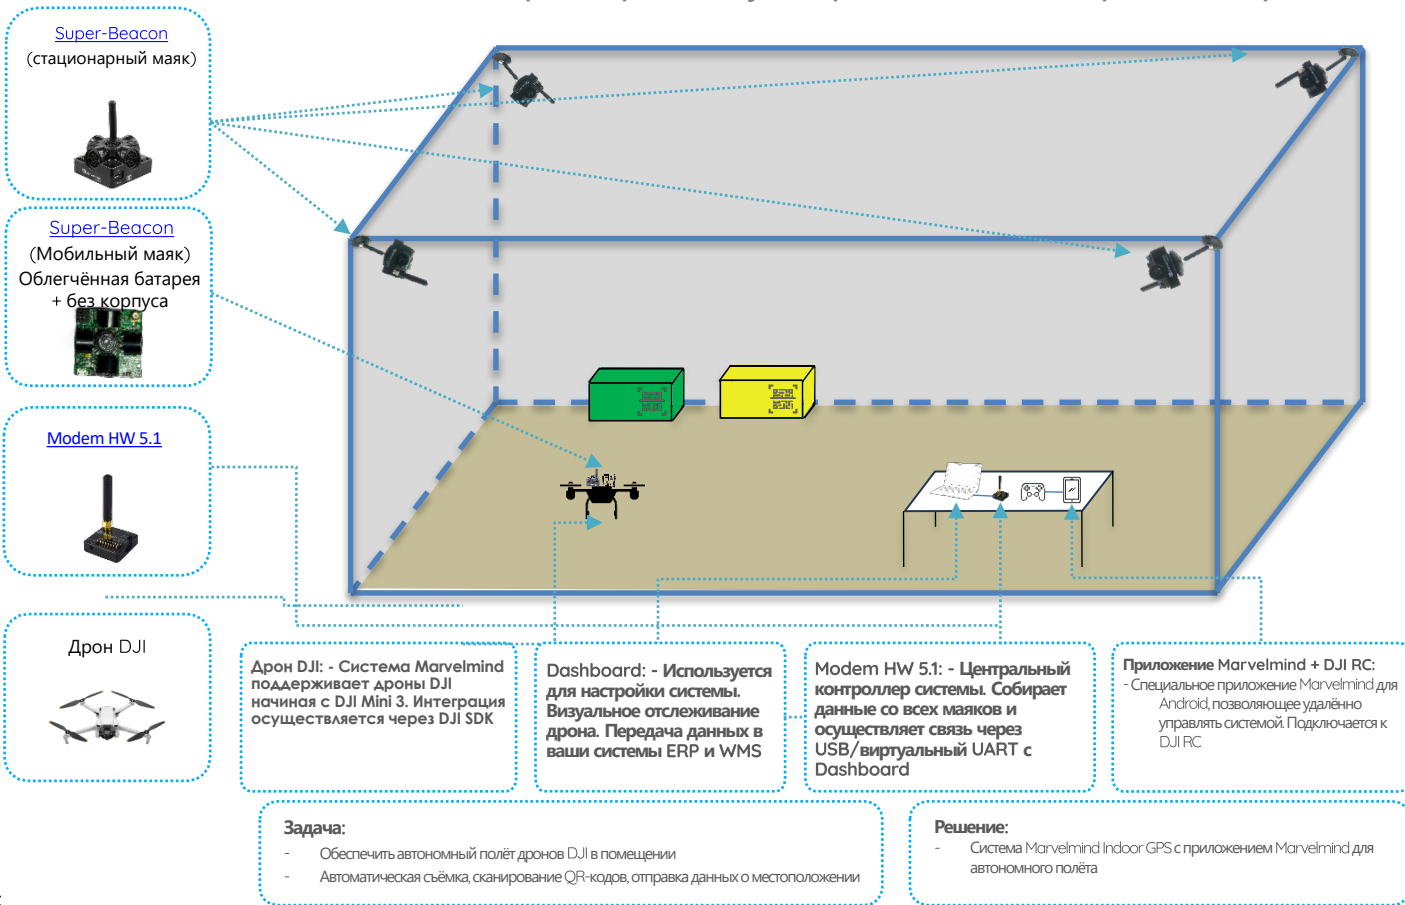 Super-Beacon
(стационарный маяк)
Super-Beacon
(Мобильный маяк)
Облегчённая батарея
+ без корпуса
Modem HW 5.1
Дрон DJI
Дрон DJI: - Система Marvelmind
поддерживает дроны DJI
начиная с DJI Mini 3. Интеграция
осуществляется через DJI SDK
Dashboard: - Используется
для настройки системы.
Визуальное отслеживание
дрона. Передача данных в
ваши системы ERP и WMS
Modem HW 5.1: - Центральный
контроллер системы. Собирает
данные со всех маяков и
осуществляет связь через
USB/виртуальный UART с
Dashboard
Приложение Marvelmind + DJI RC:
- Специальное приложение Marvelmind для
Android, позволяющее удалённо
управлять системой. Подключается к
DJI RC
Задача:
- Обеспечить автономный полёт дронов DJI в помещении
- Автоматическая съёмка, сканирование QR-кодов, отправка данных о местоположении
Решение:
- Система Marvelmind Indoor GPS с приложением Marvelmind для
автономного полёта